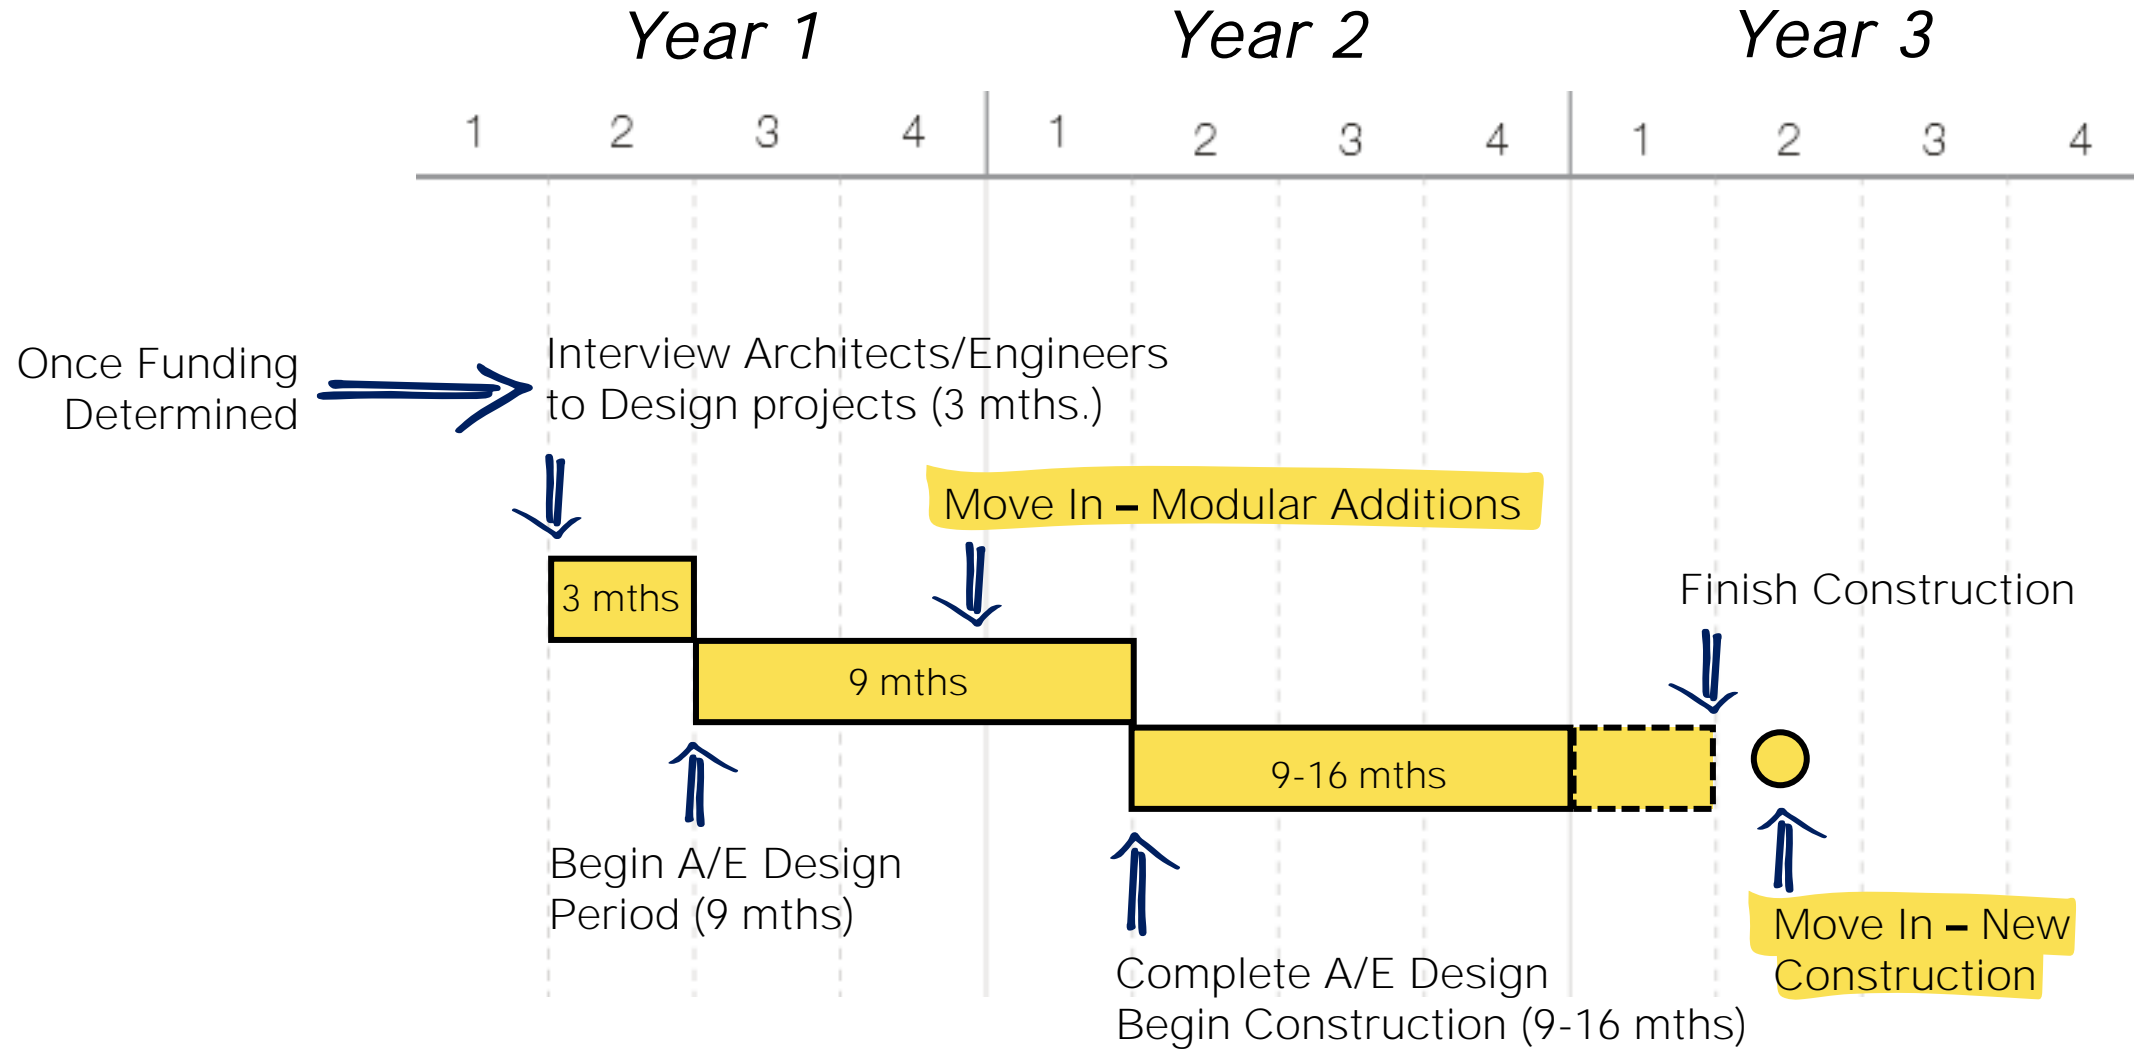 Year 1 Year 2 Year 3
1 2 3 4 1 2 3 4 1 2 3 4
Once Funding
Determined
Interview Architects/Engineers
to Design projects (3 mths.)
Move In – Modular Additions
3 mths
Finish Construction
9 mths
9-16 mths
Begin A/E Design
Period (9 mths)
Complete A/E Design
Begin Construction (9-16 mths)
Move In – New
Construction